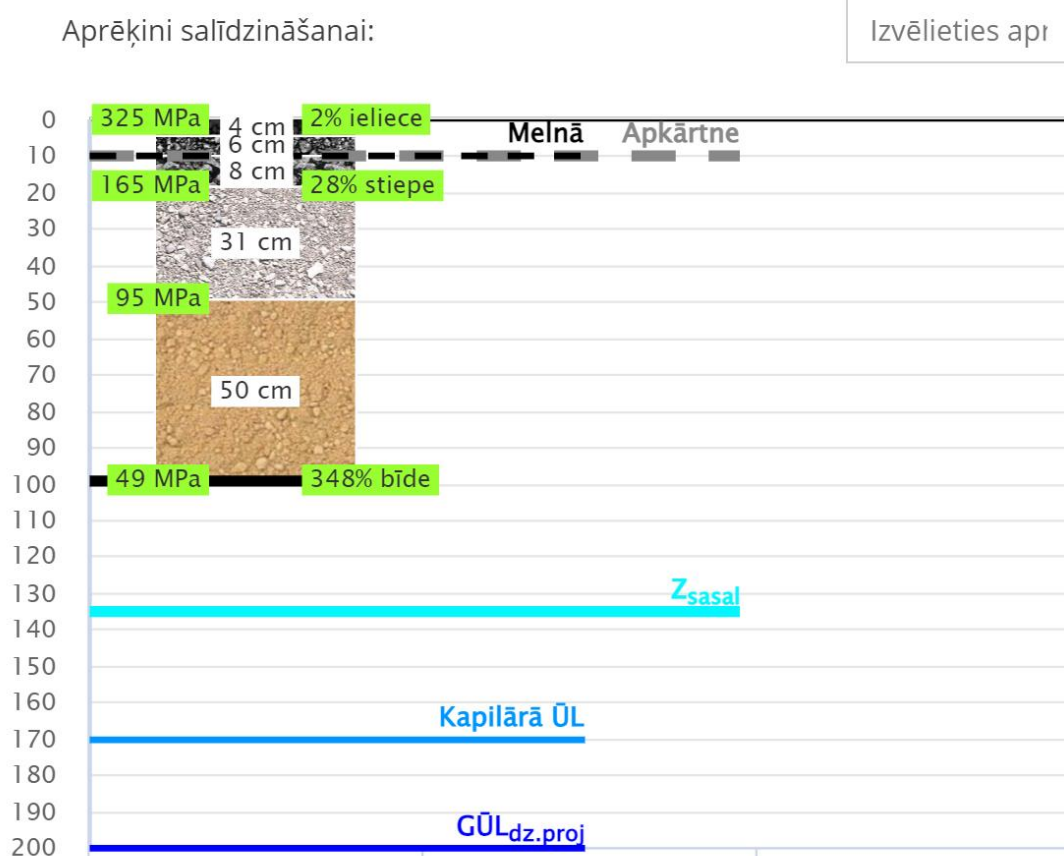 Aprēķini salīdzināšanai:
Izvēlieties apr
0
325 MPa
4 cm
2% ieliece
6 cm
Melnā
Apkārtne
10
8 cm
165 MPa
28% stiepe
20
30
31 cm
40
50
95 MPa
60
70
50 cm
80
90
49 MPa
348% bīde
100
110
120
130
Zsasal
140
150
160
Kapilārā ŪL
170
180
190
GŪLdz.proj
200